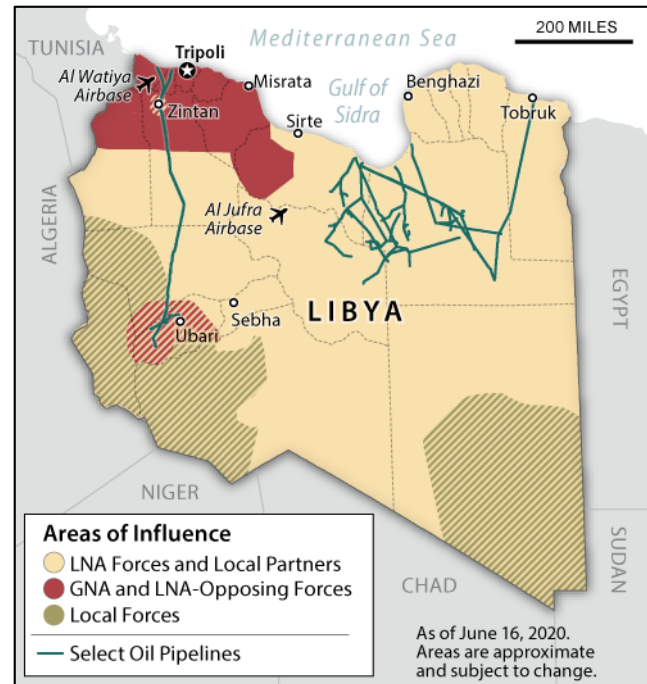 TUNISIA
Tripoli
Mediterranean Sea
200 MILES
Al Watiya
Airbase
Misrata
Gulf of
Sidra
Benghazi
Zintan
Sirte
Tobruk
ALGERIA
Al Jufra
Airbase
EGYPT
LIBYA
Sebha
Ubari
NIGER
CHAD
SUDAN
Areas of Influence
LNA Forces and Local Partners
GNA and LNA-Opposing Forces
Local Forces
Select Oil Pipelines
As of June 16, 2020.
Areas are approximate
and subject to change.